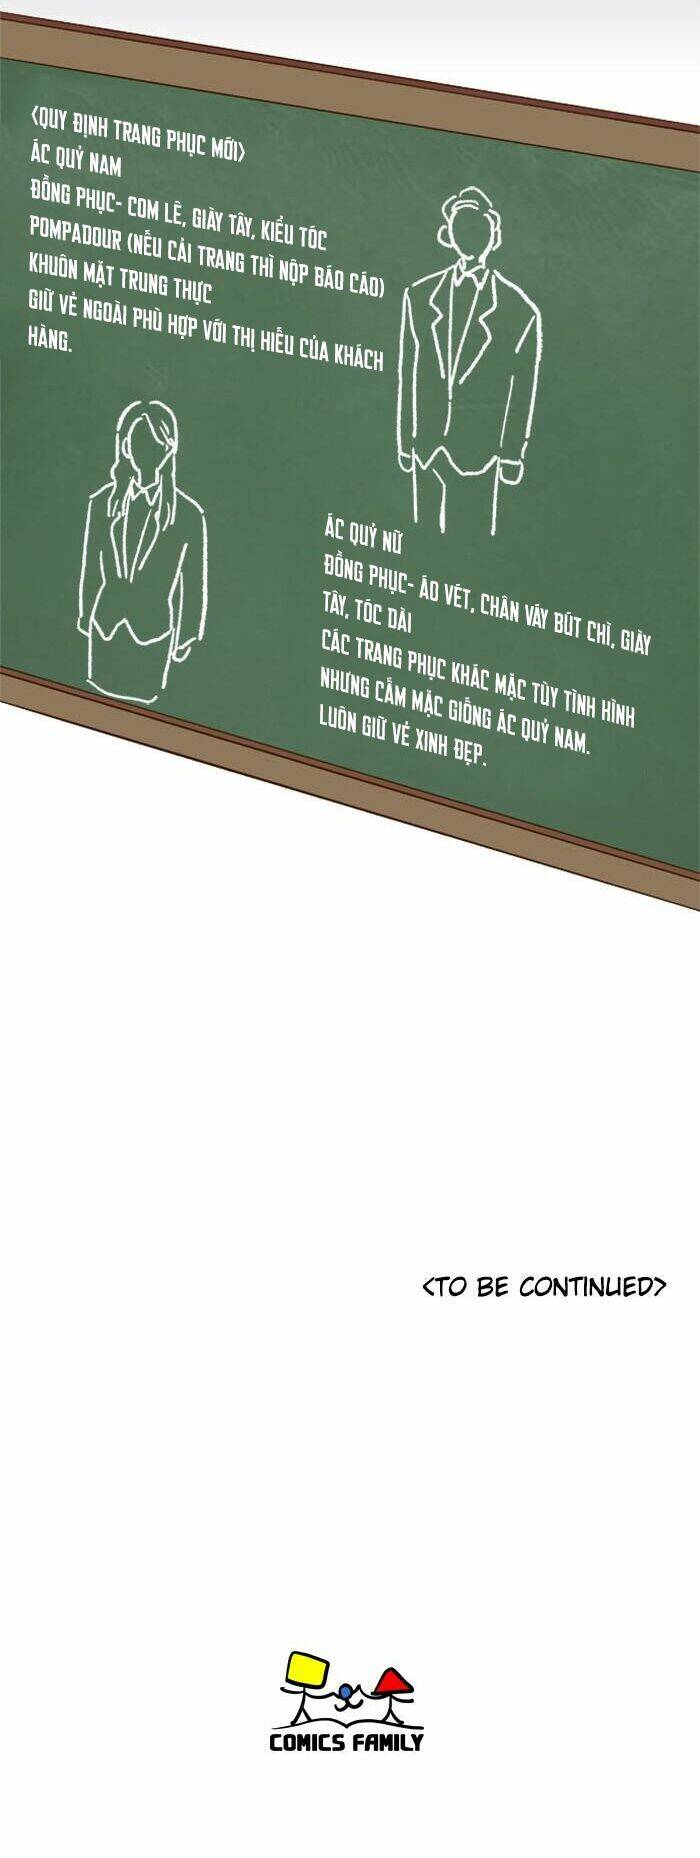 <QUY ĐỊNH TRANG PHỤC MỚI>
ÁC QUỶ NAM
ĐỒNG PHỤC- COM LÊ, GIÀY TÂY, KIỂU TÓC
POMPADOUR (NẾU CẢI TRANG THÌ NỘP BÁO CÁO)
KHUÔN MẶT TRUNG THỰC
GIỮ VẺ NGOÀI PHÙ HỢP VỚI THỊ HIẾU CỦA KHÁCH
HÀNG.
ÁC QUỶ NỮ
ĐỒNG PHỤC- ÁO VÉT, CHÂN VÁY BÚT CHÌ, GIÀY
TÂY, TÓC DÀI
CÁC TRANG PHỤC KHÁC MẶC TÙY TÌNH HÌNH
NHƯNG CẤM MẶC GIỐNG ÁC QUỶ NAM.
LUÔN GIỮ VẺ XINH ĐẸP.
<TO BE CONTINUED>
COMICS FAMILY